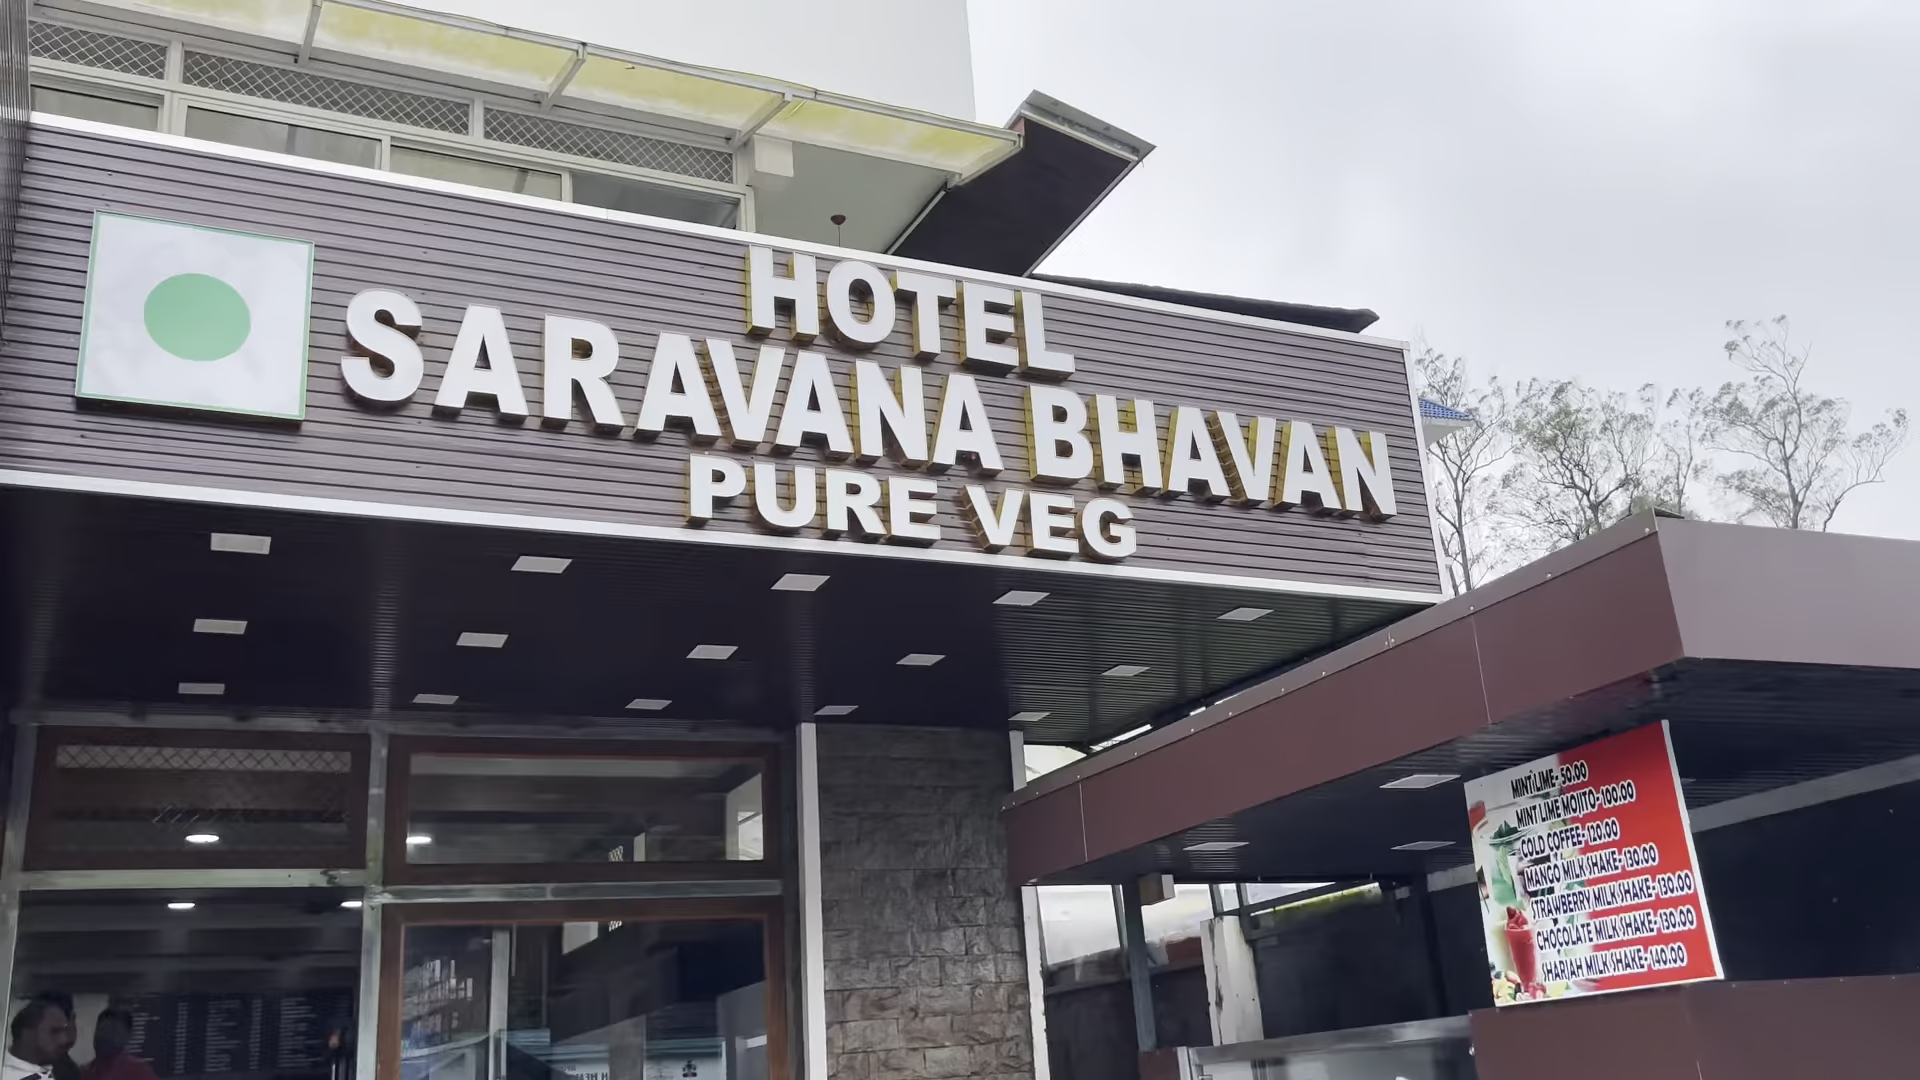 HOTEL
SARAVANA BHAVAN
PURE VEG
MINT LIME- 50.00
MINT LIME MOJITO- 100.00
COLD COFFEE- 120.00
MANGO MILK SHAKE- 130.00
STRAWBERRY MILK SHAKE- 130.00
CHOCOLATE MILK SHAKE- 130.00
SHARJAH MILK SHAKE- 140.00